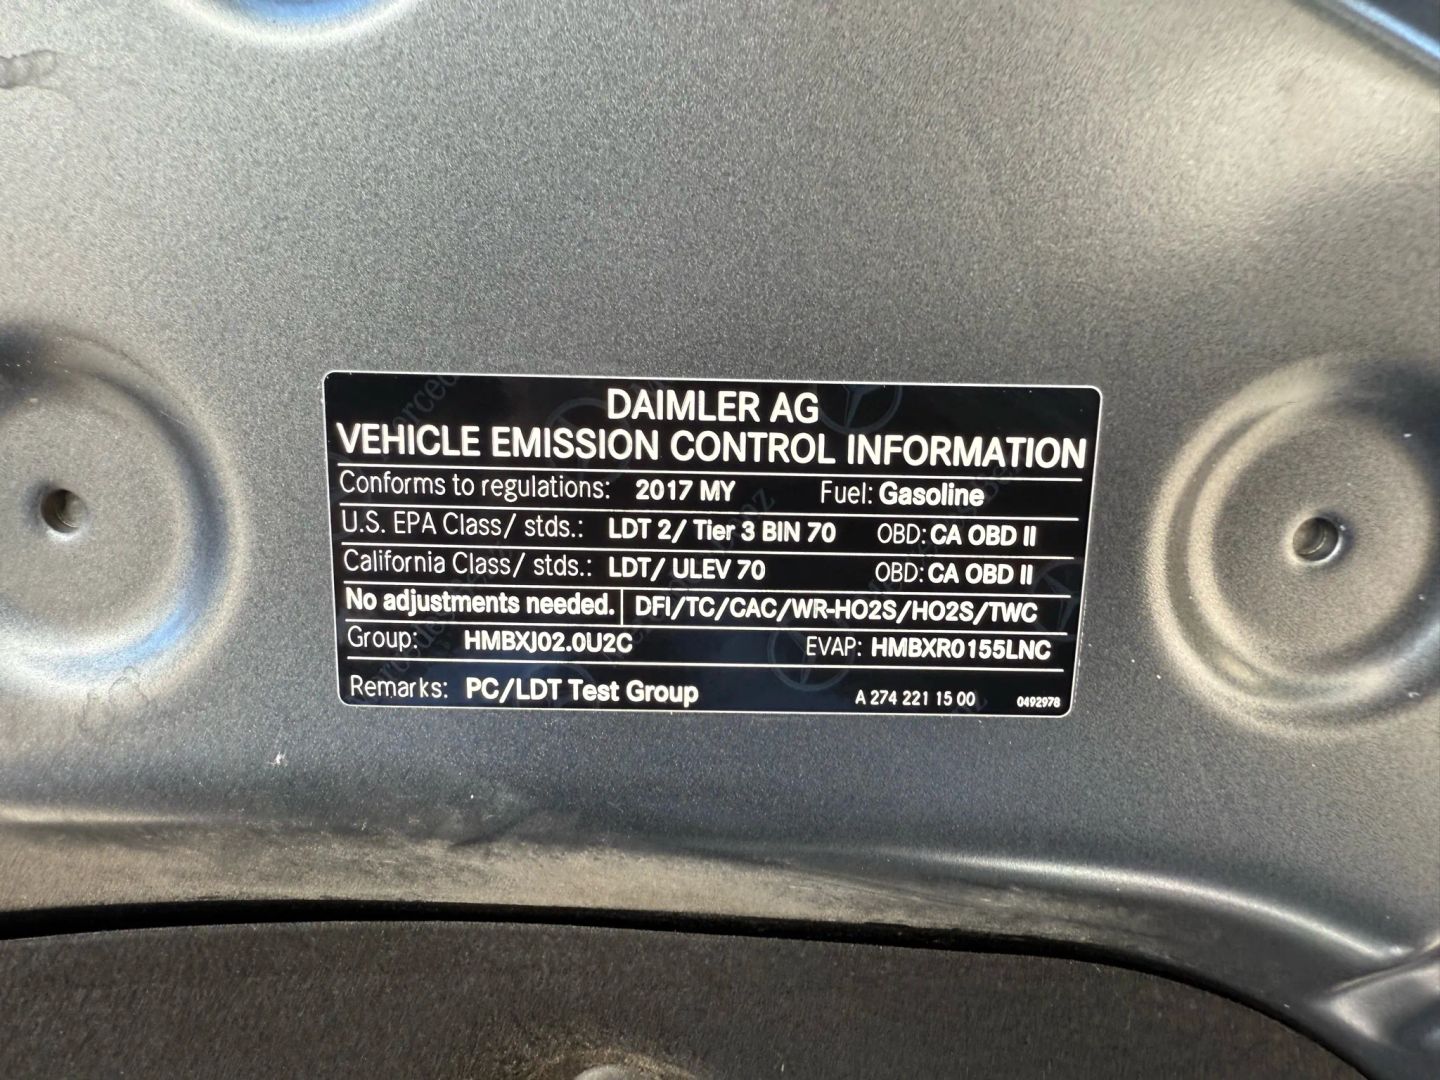 DAIMLER AG
VEHICLE EMISSION CONTROL INFORMATION
Conforms to regulations: 2017 MY Fuel: Gasoline
U.S. EPA Class/ stds.: LDT 2/ Tier 3 BIN 70 OBD: CA OBD II
California Class/ stds.: LDT/ ULEV 70 OBD: CA OBD II
No adjustments needed. DFI/TC/CAC/WR-HO2S/HO2S/TWC
Group: HMBXJ02.0U2C EVAP: HMBXR0155LNC
Remarks: PC/LDT Test Group A 274 221 15 00 0492978